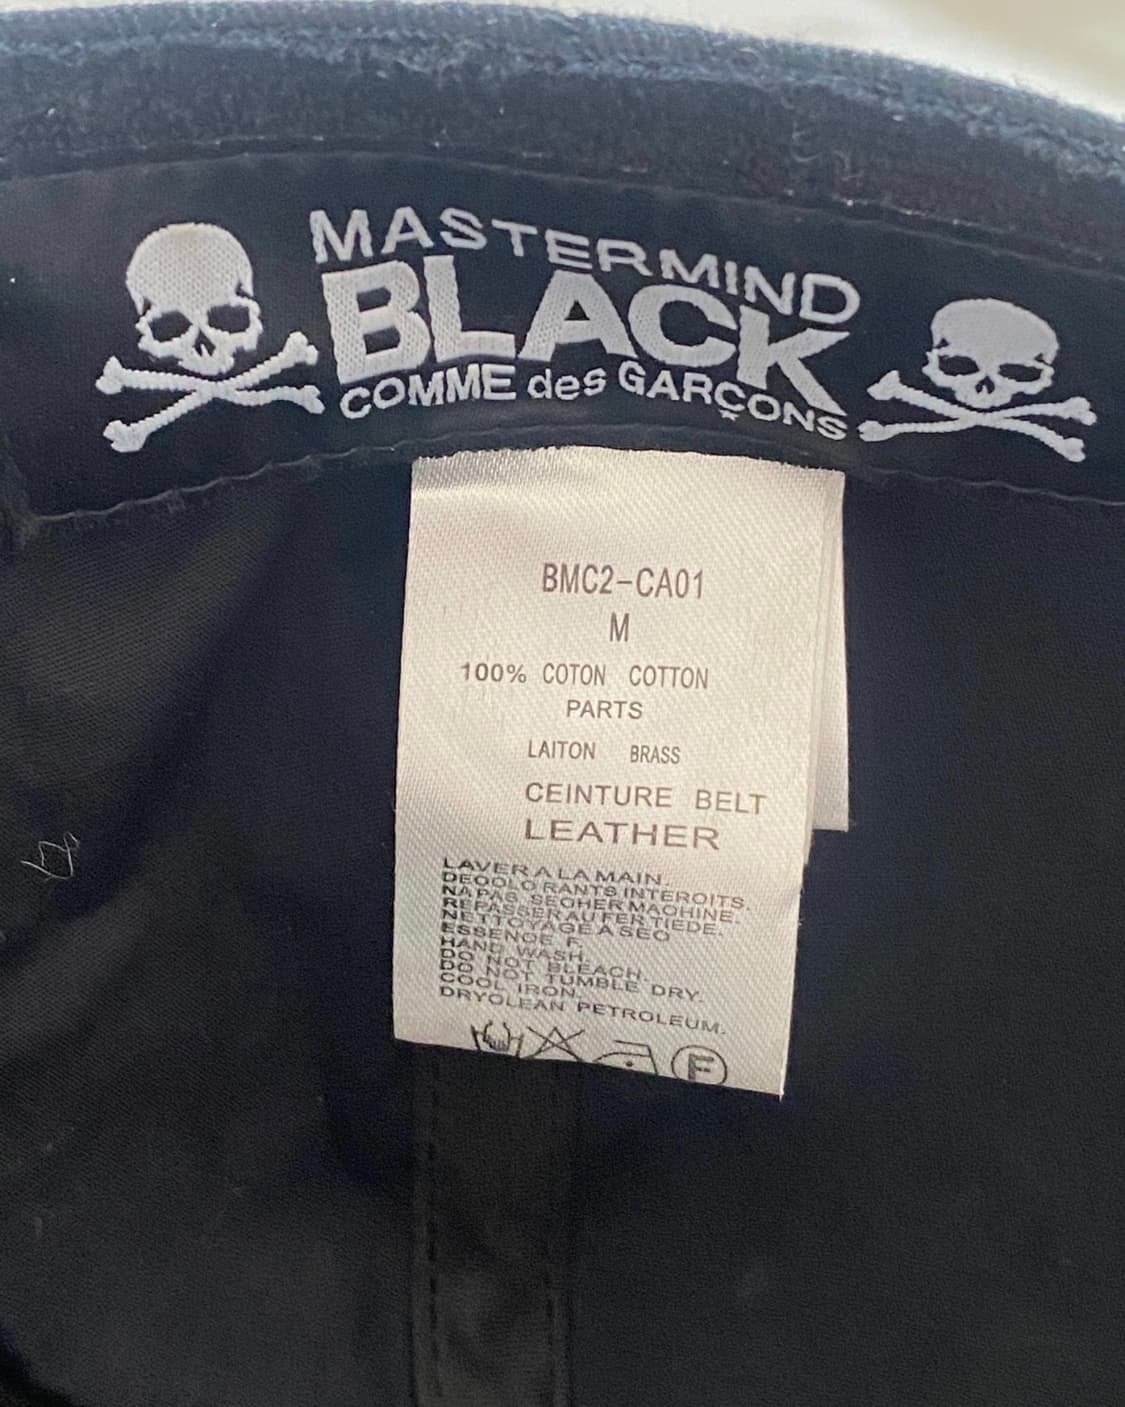 MASTERMIND
BLACK
COMME des GARÇONS
BMC2-CA01
M
100% COTON COTTON
PARTS
LAITON BRASS
CEINTURE BELT
LEATHER
LAVER A LA MAIN.
DEOOLO RANTS INTEROITS.
NA PAS SEOHER MAOHINE.
REPASSER AU FER TIEDE.
NETTOYAGE A SEO
ESSENOE F.
HAND WASH.
DO NOT BLEACH.
DO NOT TUMBLE DRY.
COOL IRON.
DRYOLEAN PETROLEUM.
F